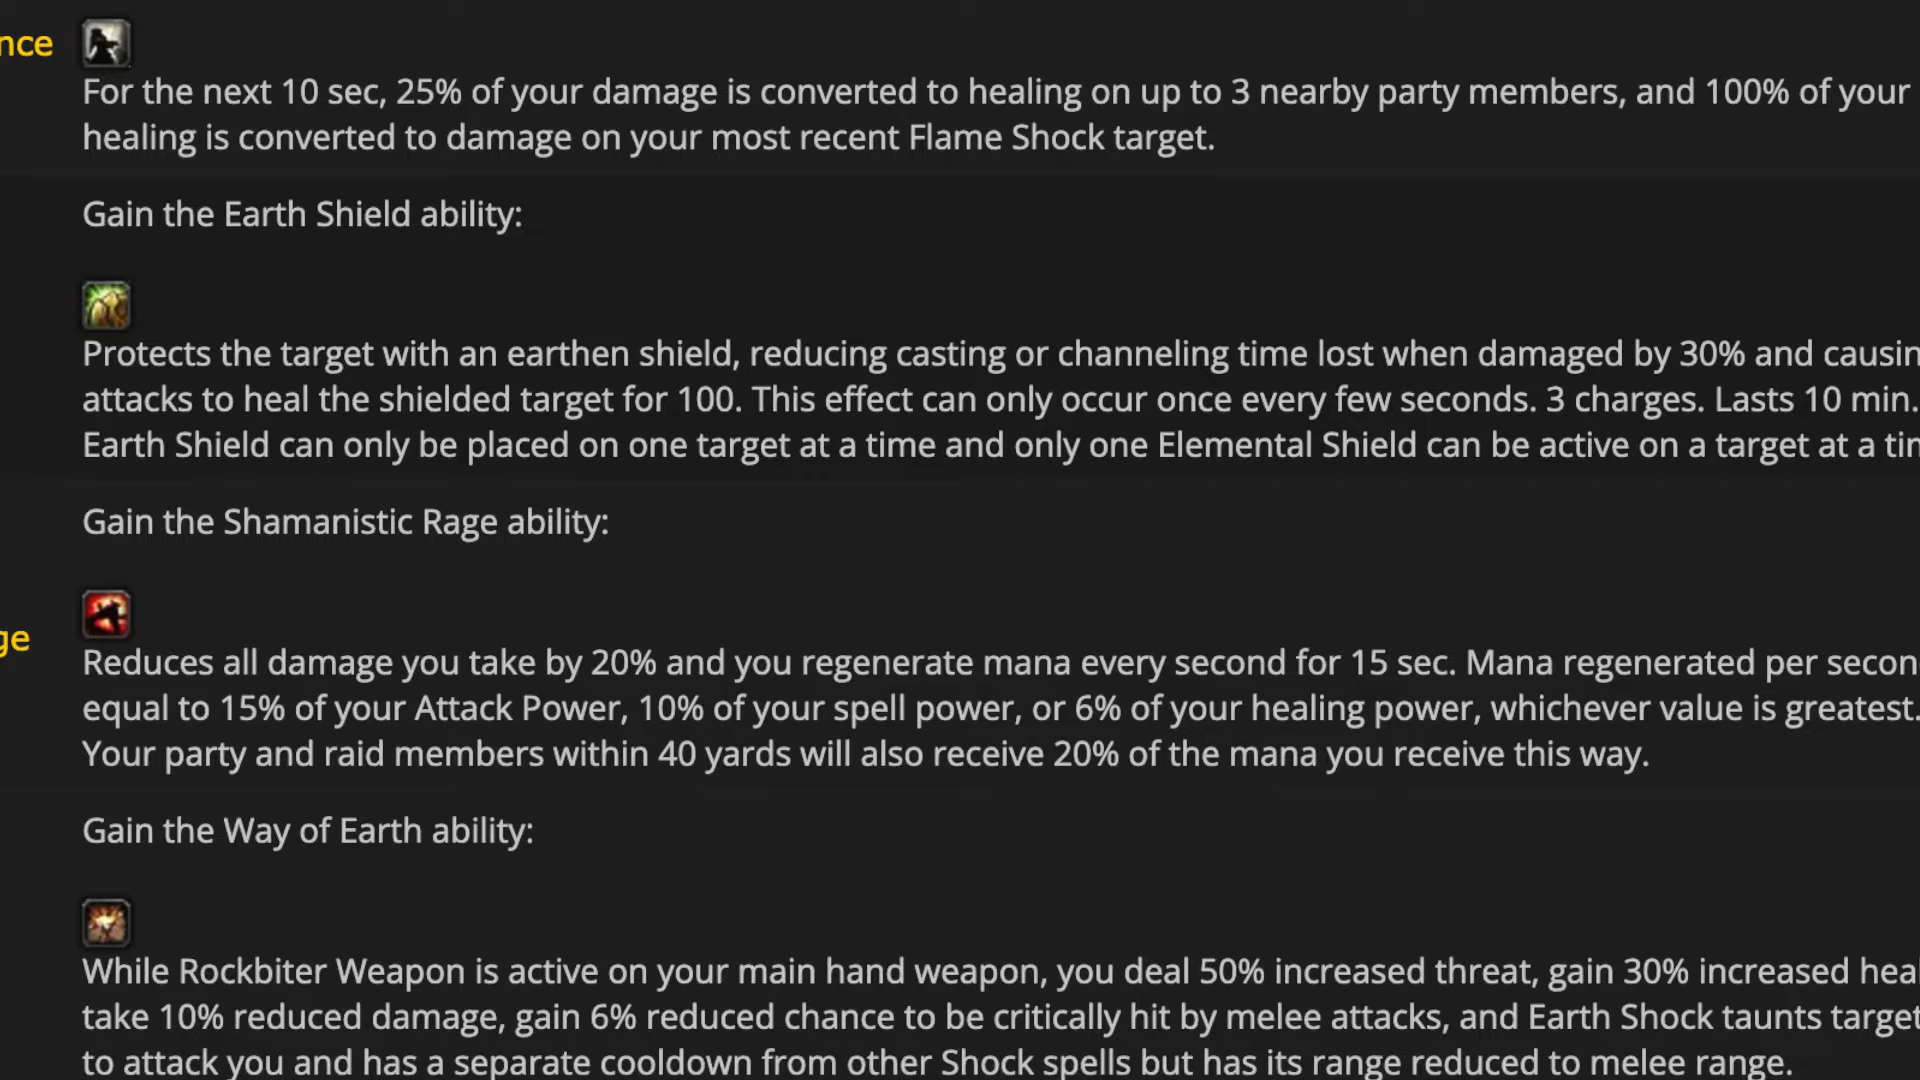 nce
For the next 10 sec, 25% of your damage is converted to healing on up to 3 nearby party members, and 100% of your
healing is converted to damage on your most recent Flame Shock target.
Gain the Earth Shield ability:
Protects the target with an earthen shield, reducing casting or channeling time lost when damaged by 30% and causin
attacks to heal the shielded target for 100. This effect can only occur once every few seconds. 3 charges. Lasts 10 min.
Earth Shield can only be placed on one target at a time and only one Elemental Shield can be active on a target at a tim
Gain the Shamanistic Rage ability:
ge
Reduces all damage you take by 20% and you regenerate mana every second for 15 sec. Mana regenerated per secon
equal to 15% of your Attack Power, 10% of your spell power, or 6% of your healing power, whichever value is greatest.
Your party and raid members within 40 yards will also receive 20% of the mana you receive this way.
Gain the Way of Earth ability:
While Rockbiter Weapon is active on your main hand weapon, you deal 50% increased threat, gain 30% increased heal
take 10% reduced damage, gain 6% reduced chance to be critically hit by melee attacks, and Earth Shock taunts target
to attack you and has a separate cooldown from other Shock spells but has its range reduced to melee range.